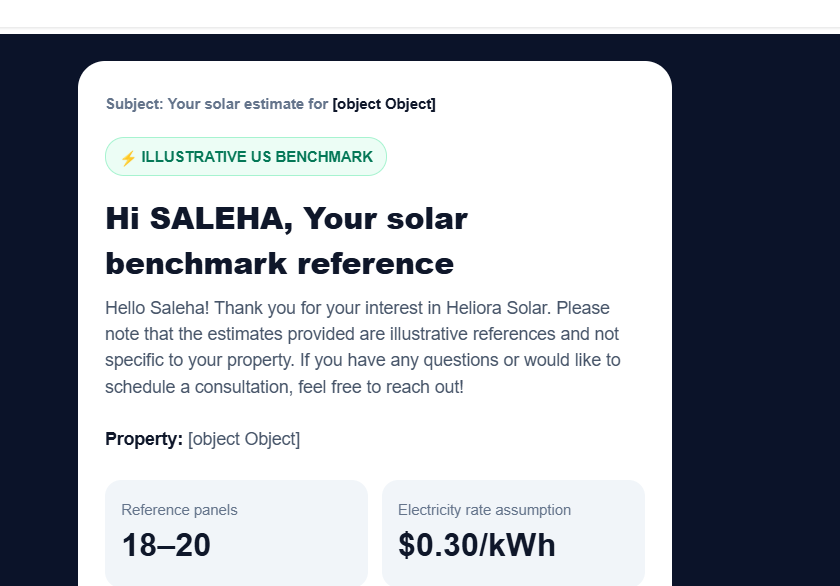 Subject: Your solar estimate for [object Object]
⚡ ILLUSTRATIVE US BENCHMARK
Hi SALEHA, Your solar
benchmark reference
Hello Saleha! Thank you for your interest in Heliora Solar. Please
note that the estimates provided are illustrative references and not
specific to your property. If you have any questions or would like to
schedule a consultation, feel free to reach out!
Property: [object Object]
Reference panels
18–20
Electricity rate assumption
$0.30/kWh